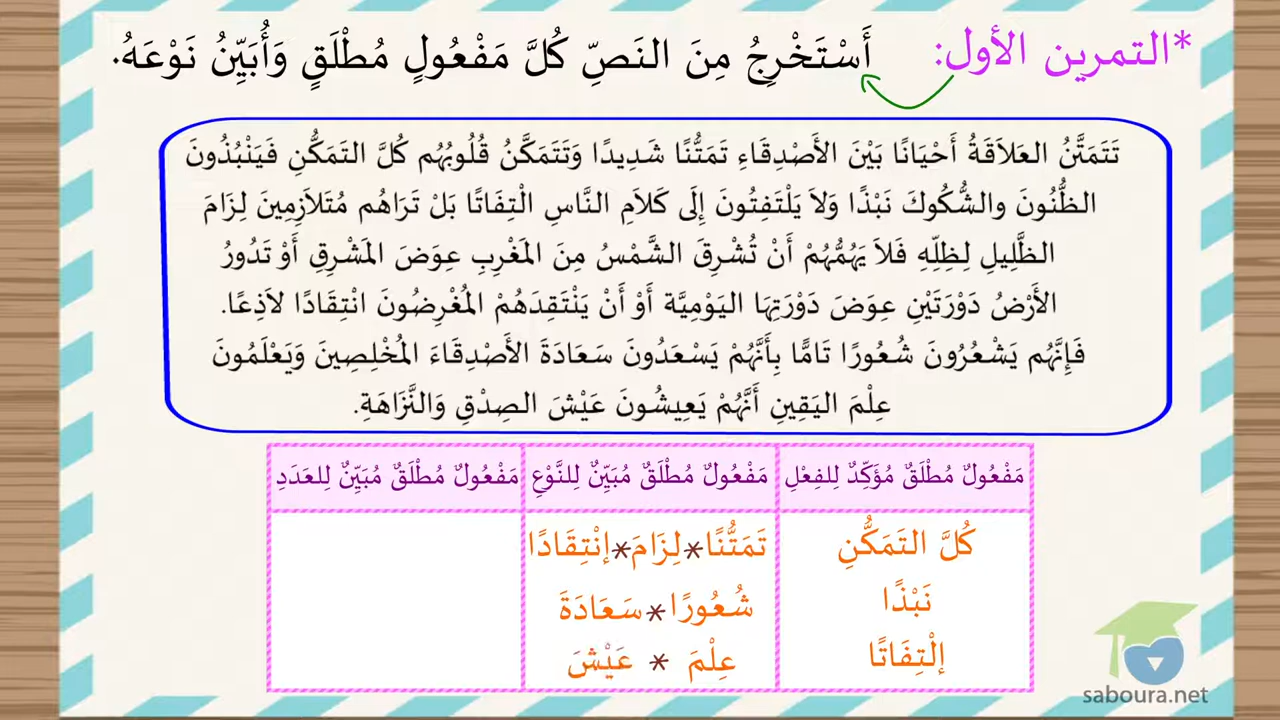 *التمرين الأول: أَسْتَخْرِجُ مِنَ النَصِّ كُلَّ مَفْعُولٍ مُطْلَقٍ وَأُبَيِّنُ نَوْعَهُ.
تَتَمَتَّنُ العَلاَقَةُ أَحْيَانًا بَيْنَ الأَصْدِقَاءِ تَمَتُّنًا شَدِيدًا وَتَتَمَكَّنُ قُلُوبُهُم كُلَّ التَمَكُّنِ فَيَنْبُذُونَ
الظُّنُونَ والشُّكُوكَ نَبْذًا وَلاَ يَلْتَفِتُونَ إِلَى كَلاَمِ النَّاسِ الْتِفَاتًا بَلْ تَرَاهُم مُتَلاَزِمِينَ لِزَامَ
الظَّلِيلِ لِظِلِّهِ فَلاَ يَهُمُّهُمْ أَنْ تُشْرِقَ الشَّمْسُ مِنَ المَغْرِبِ عِوَضَ المَشْرِقِ أَوْ تَدُورُ
الأَرْضُ دَوْرَتَيْنِ عِوَضَ دَوْرَتِهَا اليَوْمِيَّة أَوْ أَنْ يَنْتَقِدَهُمْ المُغْرِضُونَ انْتِقَادًا لاَذِعًا.
فَإِنَّهُم يَشْعُرُونَ شُعُورًا تَامًّا بِأَنَّهُمْ يَسْعَدُونَ سَعَادَةَ الأَصْدِقَاءَ المُخْلِصِينَ وَيَعْلَمُونَ
عِلْمَ اليَقِينِ أَنَّهُمْ يَعِيشُونَ عَيْشَ الصِدْقِ وَالنَّزَاهَةِ.
مَفْعُولٌ مُطْلَقٌ مُؤَكِّدٌ لِلفِعْلِ مَفْعُولٌ مُطْلَقٌ مُبَيِّنٌ لِلنَّوْعِ مَفْعُولٌ مُطْلَقٌ مُبَيِّنٌ لِلعَدَدِ
كُلَّ التَمَكُّنِ تَمَتُّنًا*لِزَامَ*إنْتِقَادًا
نَبْذًا شُعُورًا*سَعَادَةَ
إلْتِفَاتًا عِلْمَ * عَيْشَ
saboura.net